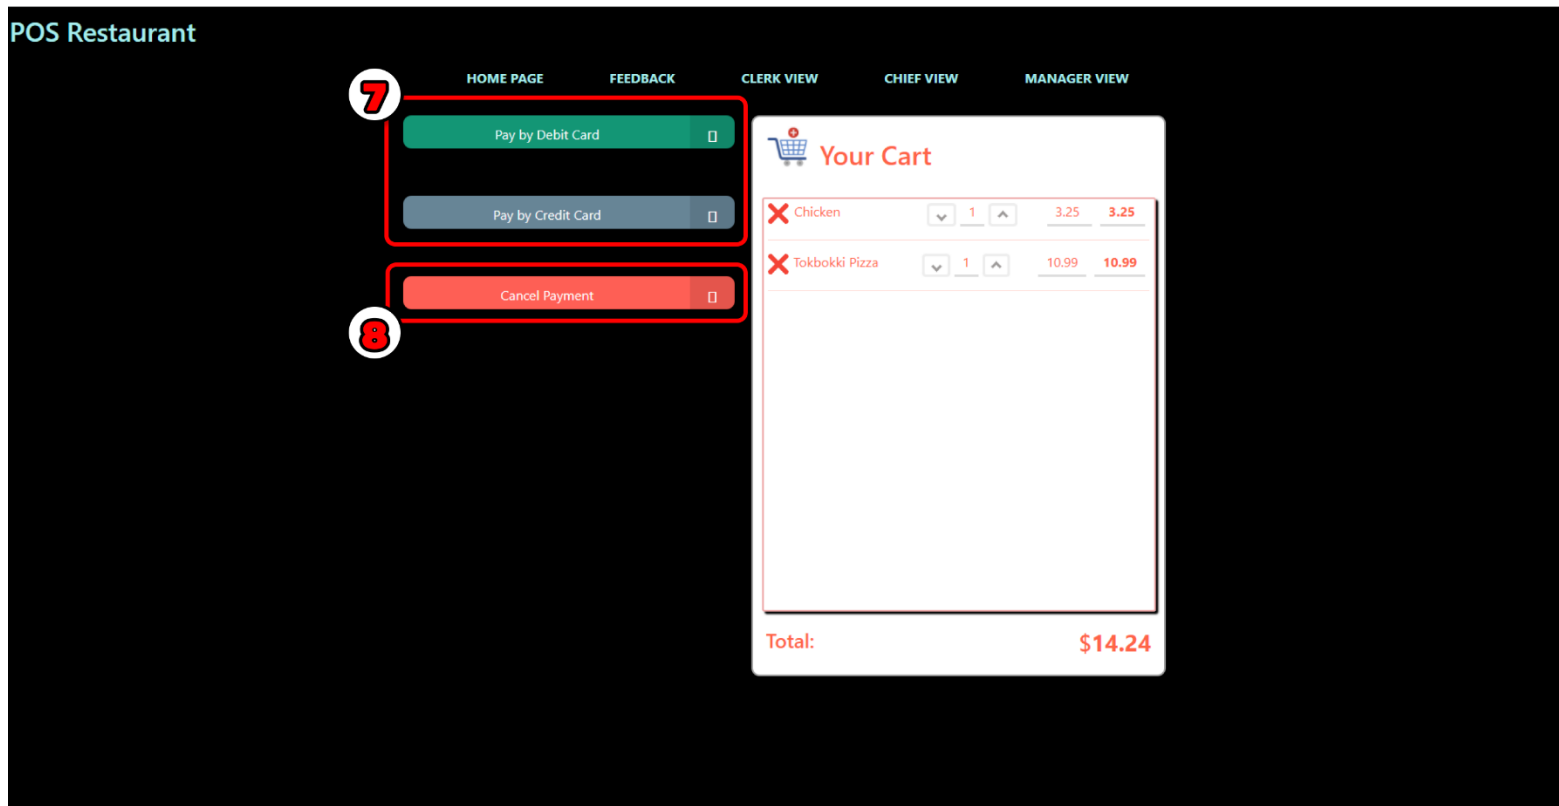 POS Restaurant
HOME PAGE FEEDBACK CLERK VIEW CHIEF VIEW MANAGER VIEW
7
Pay by Debit Card
Pay by Credit Card
8
Cancel Payment
Your Cart
Chicken 1 3.25 3.25
Tokbokki Pizza 1 10.99 10.99
Total: $14.24